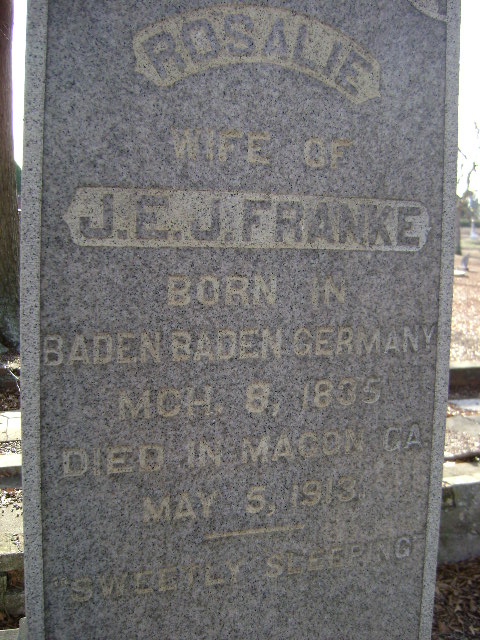 ROSALIE
WIFE OF
J.E.J. FRANKE
BORN IN
BADEN BADEN GERMANY
MCH. 8, 1835
DIED IN MACON GA.
MAY 5, 1913
"SWEETLY SLEEPING"